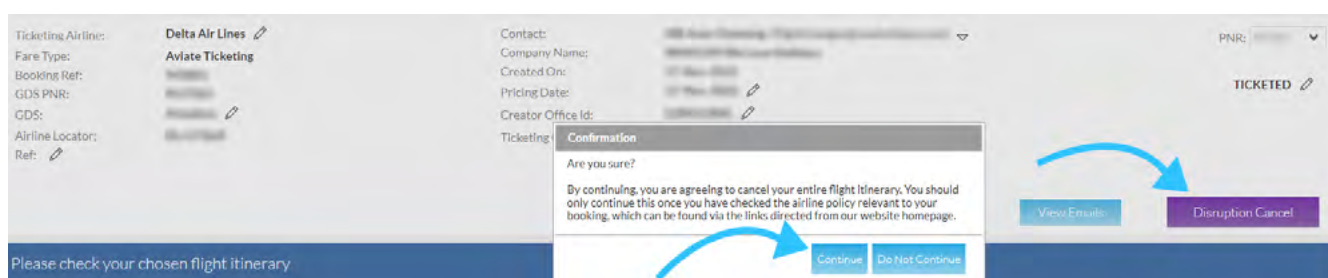 Ticketing Airline: Delta Air Lines
Fare Type: Aviate Ticketing
Booking Ref:
GDS PNR:
GDS:
Airline Locator:
Ref:
Contact:
Company Name:
Created On:
Pricing Date:
Creator Office Id:
Ticketing
PNR:
TICKETED
Confirmation
Are you sure?
By continuing, you are agreeing to cancel your entire flight itinerary. You should
only continue this once you have checked the airline policy relevant to your
booking, which can be found via the links directed from our website homepage.
Continue Do Not Continue
View Emails Disruption Cancel
Please check your chosen flight itinerary